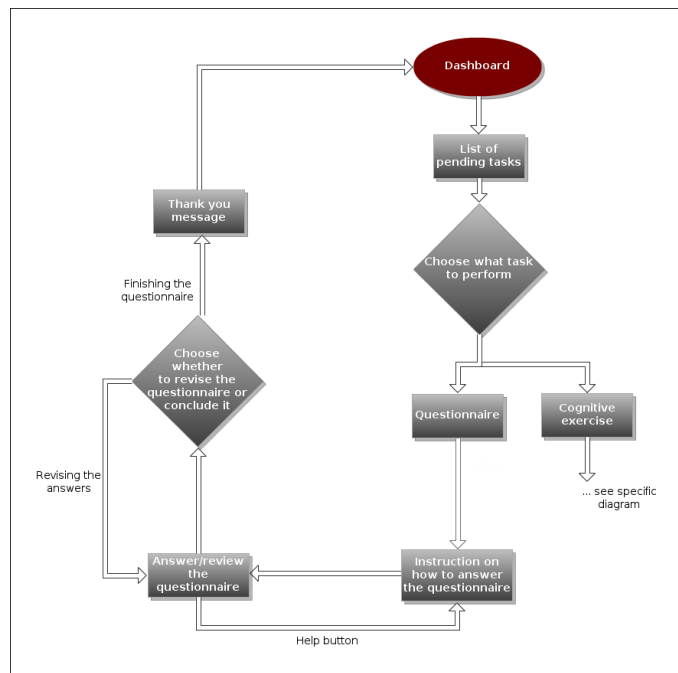 Dashboard
List of
pending tasks
Thank you
message
Choose what task
to perform
Finishing the
questionnaire
Choose
whether
to revise the
questionnaire or
conclude it
Questionnaire
Cognitive
exercise
Revising the
answers
... see specific
diagram
Answer/review
the
questionnaire
Instruction on
how to answer
the questionnaire
Help button